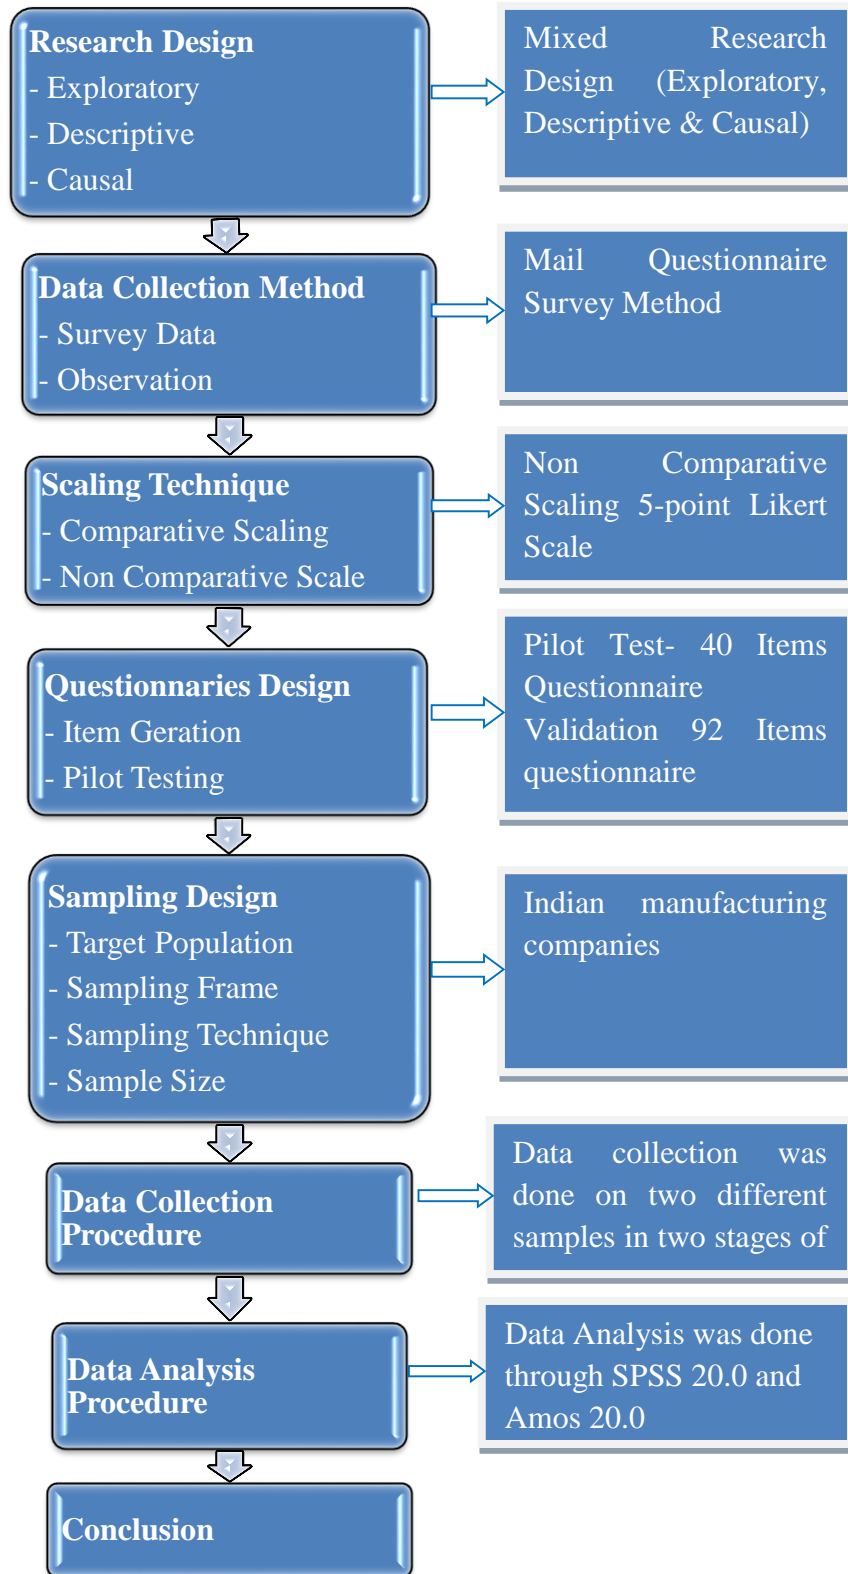 Research Design
- Exploratory
- Descriptive
- Causal
Mixed Research
Design (Exploratory,
Descriptive & Causal)
Data Collection Method
- Survey Data
- Observation
Mail Questionnaire
Survey Method
Scaling Technique
- Comparative Scaling
- Non Comparative Scale
Non Comparative
Scaling 5-point Likert
Scale
Questionnaries Design
- Item Geration
- Pilot Testing
Pilot Test- 40 Items
Questionnaire
Validation 92 Items
questionnaire
Sampling Design
- Target Population
- Sampling Frame
- Sampling Technique
- Sample Size
Indian manufacturing
companies
Data Collection
Procedure
Data collection was
done on two different
samples in two stages of
Data Analysis
Procedure
Data Analysis was done
through SPSS 20.0 and
Amos 20.0
Conclusion